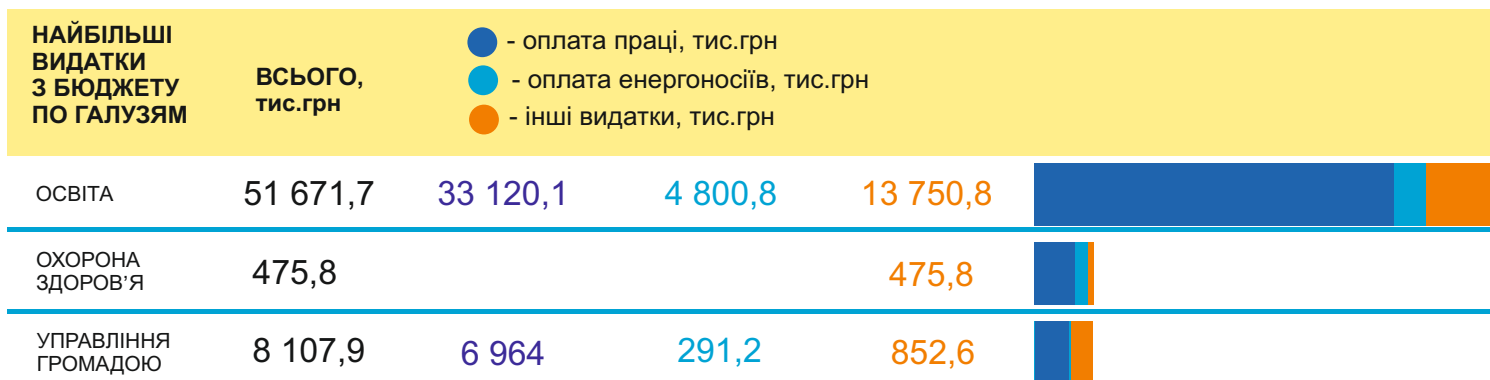 НАЙБІЛЬШІ
ВИДАТКИ
З БЮДЖЕТУ
ПО ГАЛУЗЯМ
ВСЬОГО,
тис.грн
- оплата праці, тис.грн
- оплата енергоносіїв, тис.грн
- інші видатки, тис.грн
ОСВІТА 51 671,7 33 120,1 4 800,8 13 750,8
ОХОРОНА
ЗДОРОВ’Я
475,8 475,8
УПРАВЛІННЯ
ГРОМАДОЮ
8 107,9 6 964 291,2 852,6